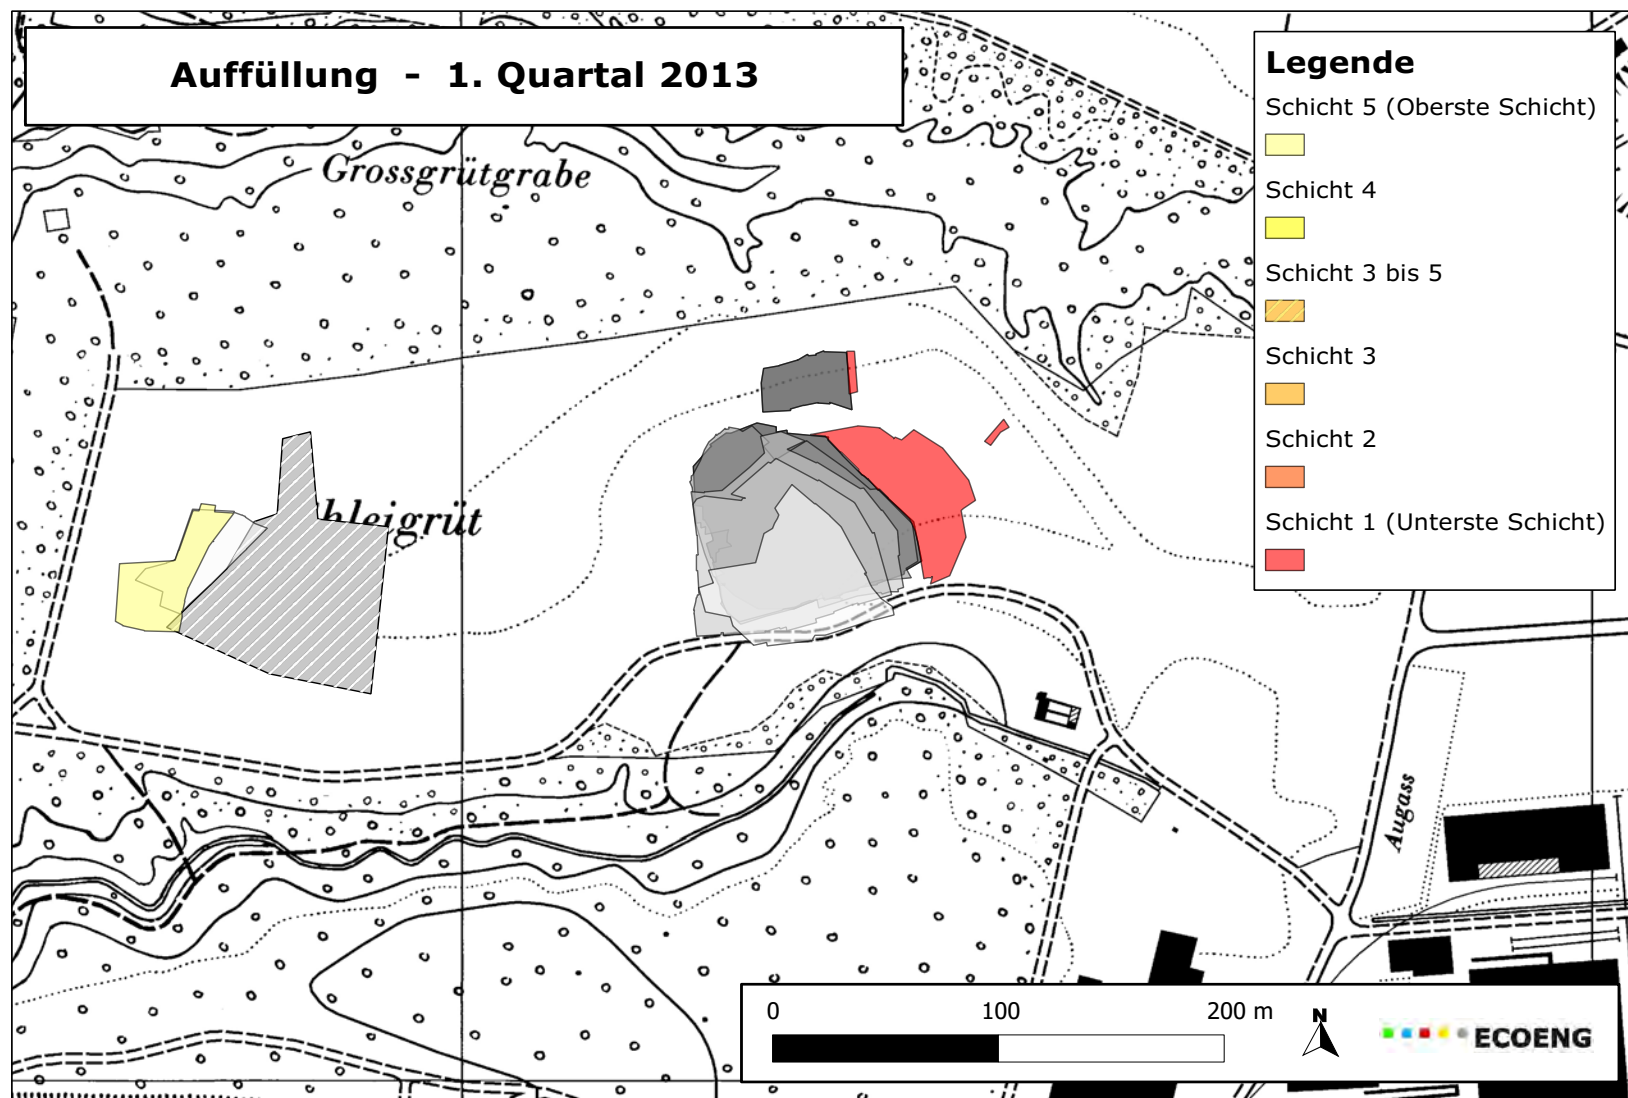 Auffüllung - 1. Quartal 2013
Legende
Schicht 5 (Oberste Schicht)
Schicht 4
Schicht 3 bis 5
Schicht 3
Schicht 2
Schicht 1 (Unterste Schicht)
Grossgrütgrabe
hleigrüt
Augass
0 100 200 m
N
ECOENG